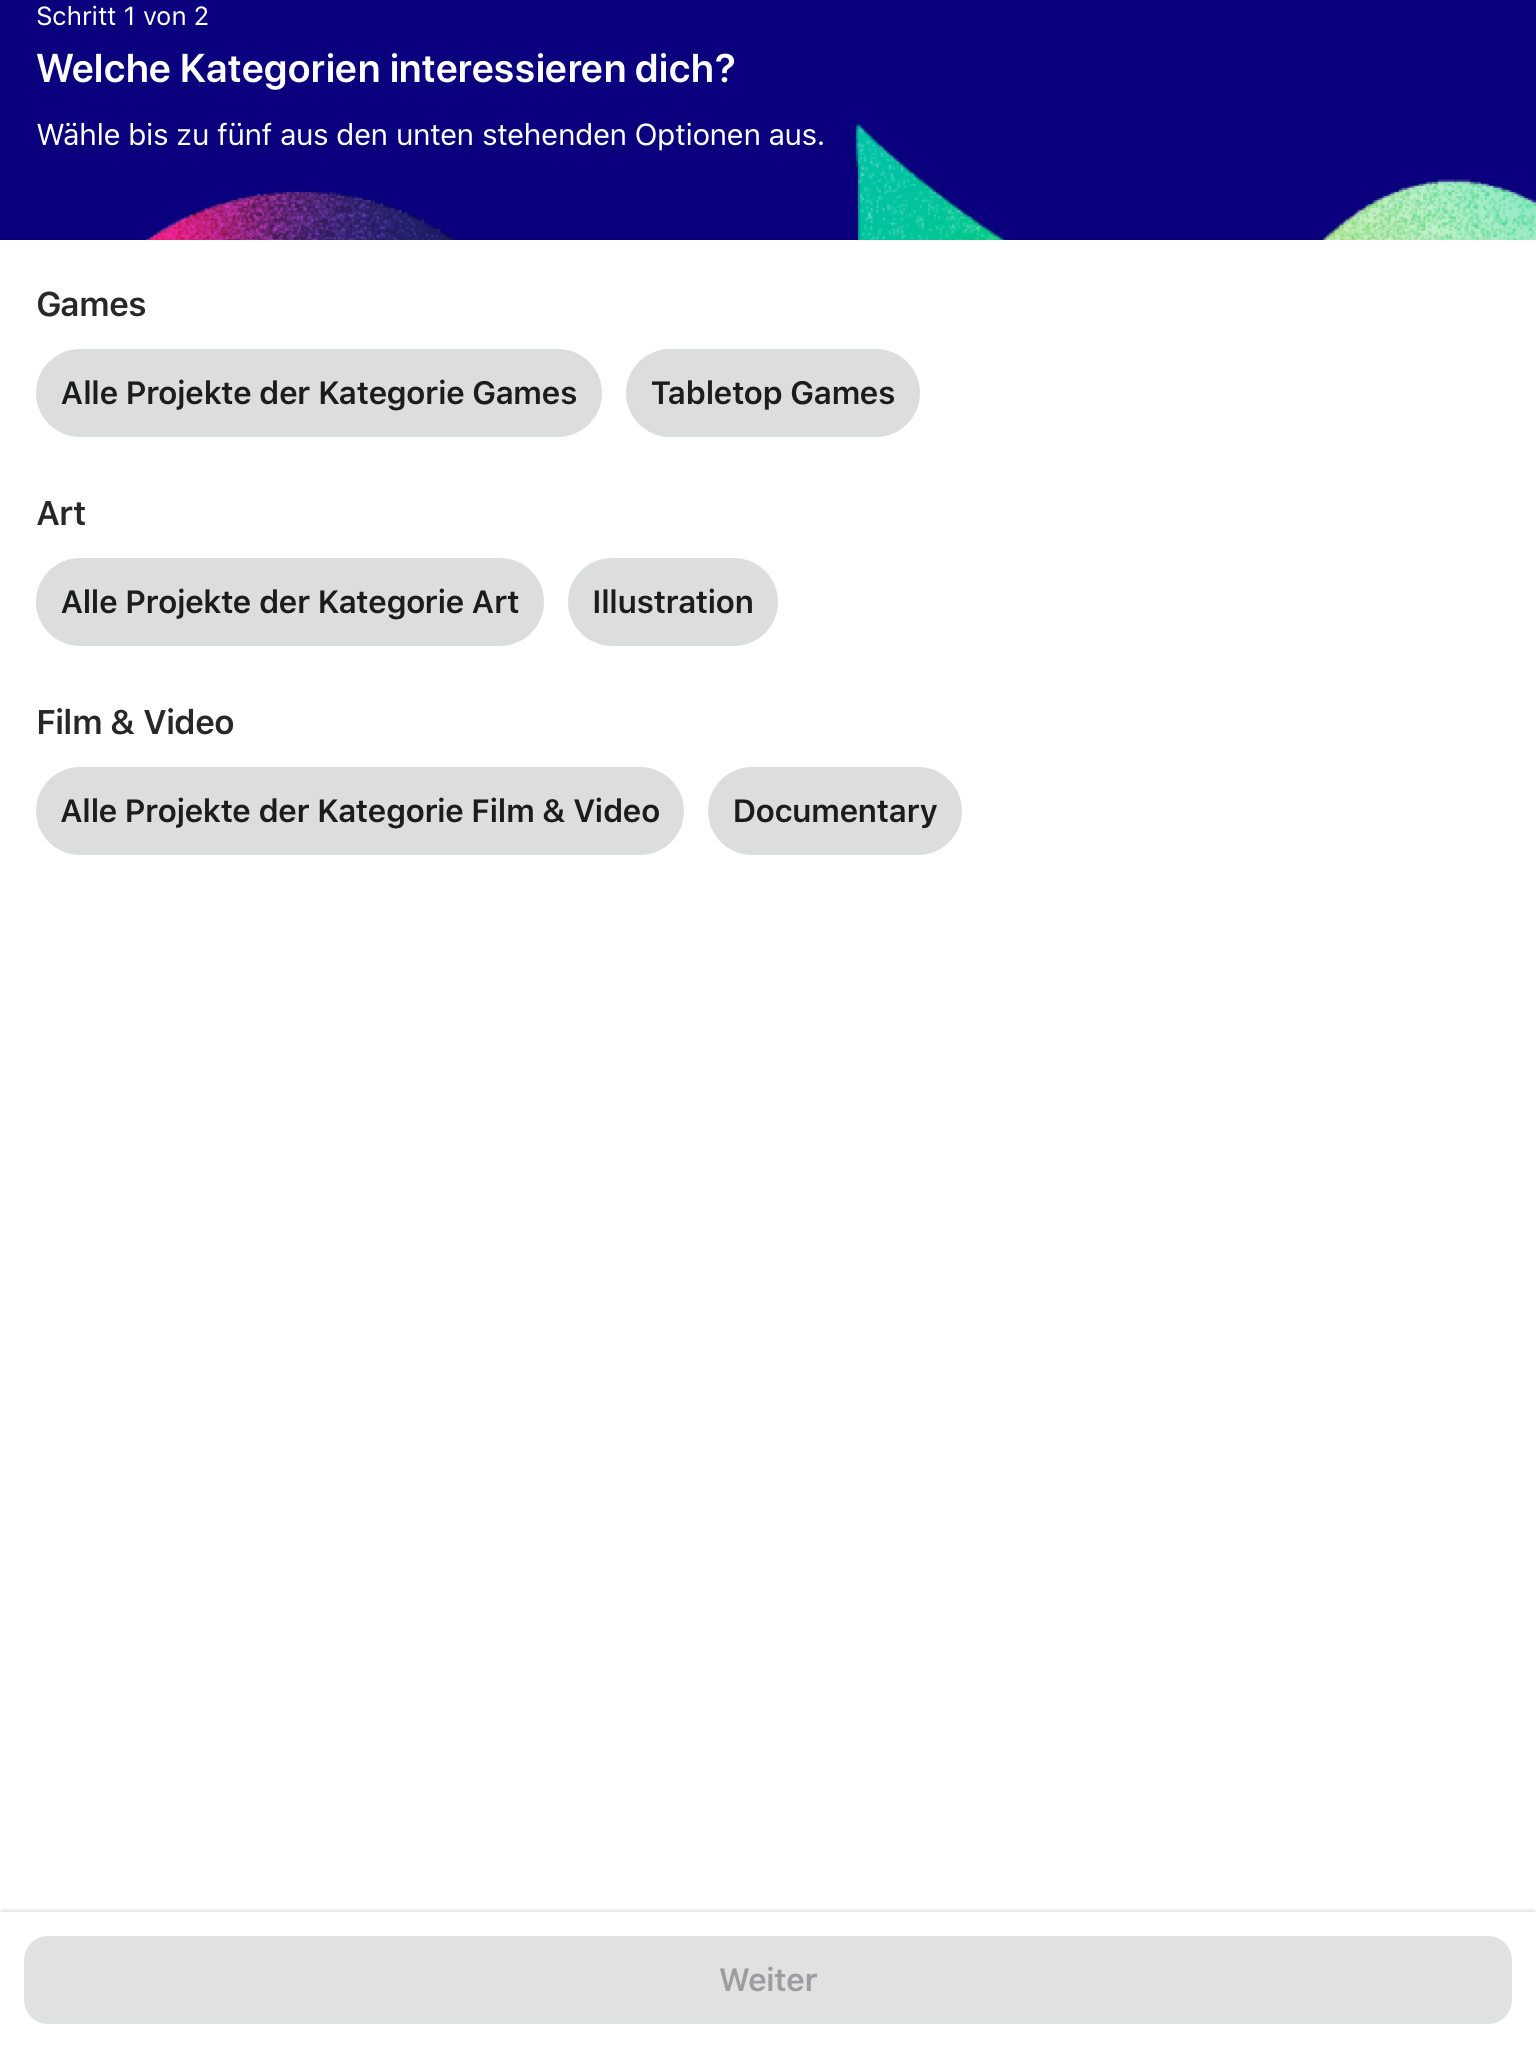 Schritt 1 von 2
Welche Kategorien interessieren dich?
Wähle bis zu fünf aus den unten stehenden Optionen aus.
Games
Alle Projekte der Kategorie Games
Tabletop Games
Art
Alle Projekte der Kategorie Art
Illustration
Film & Video
Alle Projekte der Kategorie Film & Video
Documentary
Weiter